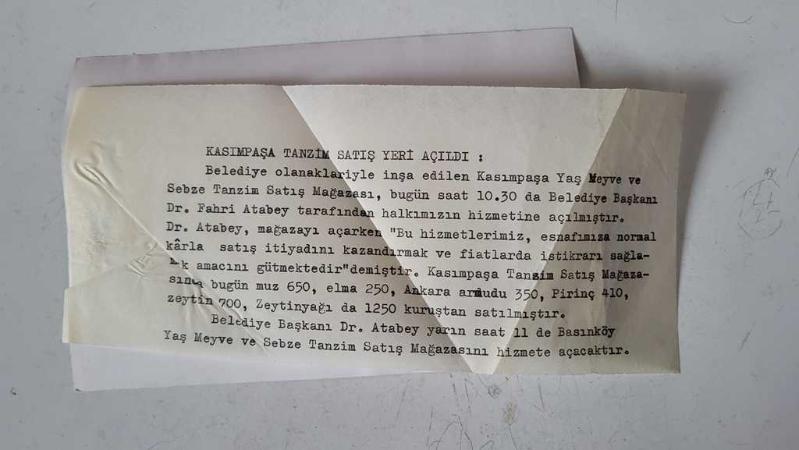 KASIMPAŞA TANZİM SATIŞ YERİ AÇILDI :
Belediye olanaklariyle inşa edilen Kasımpaşa Yaş Meyve ve
Sebze Tanzim Satış Mağazası, bugün saat 10.30 da Belediye Başkanı
Dr. Fahri Atabey tarafından halkımızın hizmetine açılmıştır.
Dr. Atabey, mağazayı açarken "Bu hizmetlerimiz, esnafımıza normal
kârla satış itiyadını kazandırmak ve fiatlarda istikrarı sağla-
k amacını gütmektedir"demiştir. Kasımpaşa Tanzim Satış Mağaza-
sında bugün muz 650, elma 250, Ankara armudu 350, Pirinç 410,
zeytin 700, Zeytinyağı da 1250 kuruştan satılmıştır.
Belediye Başkanı Dr. Atabey yarın saat 11 de Basınköy
Yaş Meyve ve Sebze Tanzim Satış Mağazasını hizmete açacaktır.